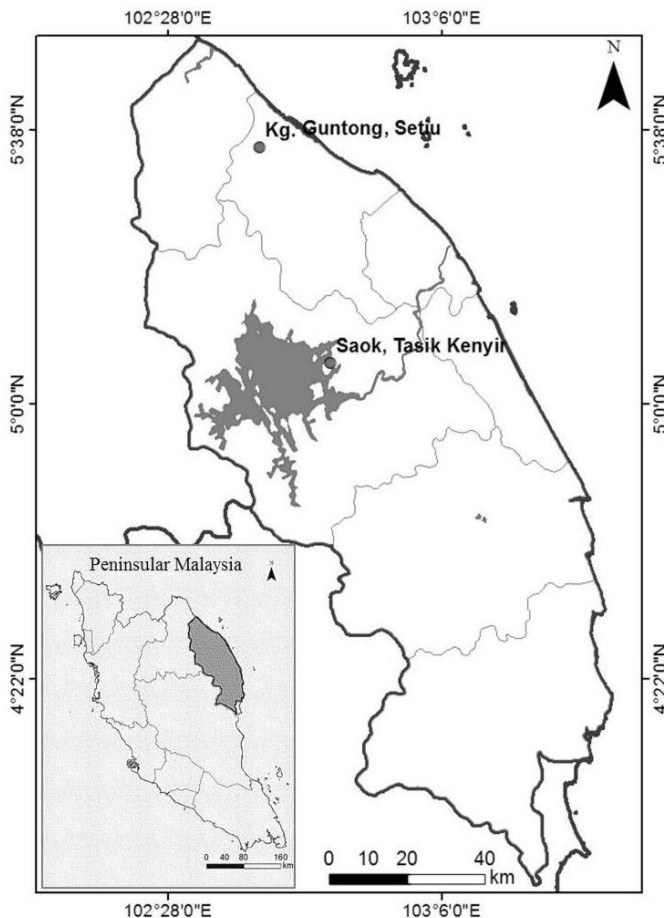 102°28'0"E
103°6'0"E
N
5°38'0"N
5°38'0"N
Kg. Guntong, Setiu
Saok, Tasik Kenyir
5°0'0"N
5°0'0"N
Peninsular Malaysia
N
4°22'0"N
4°22'0"N
0 40 80 160
km
0 10 20 40
km
102°28'0"E
103°6'0"E